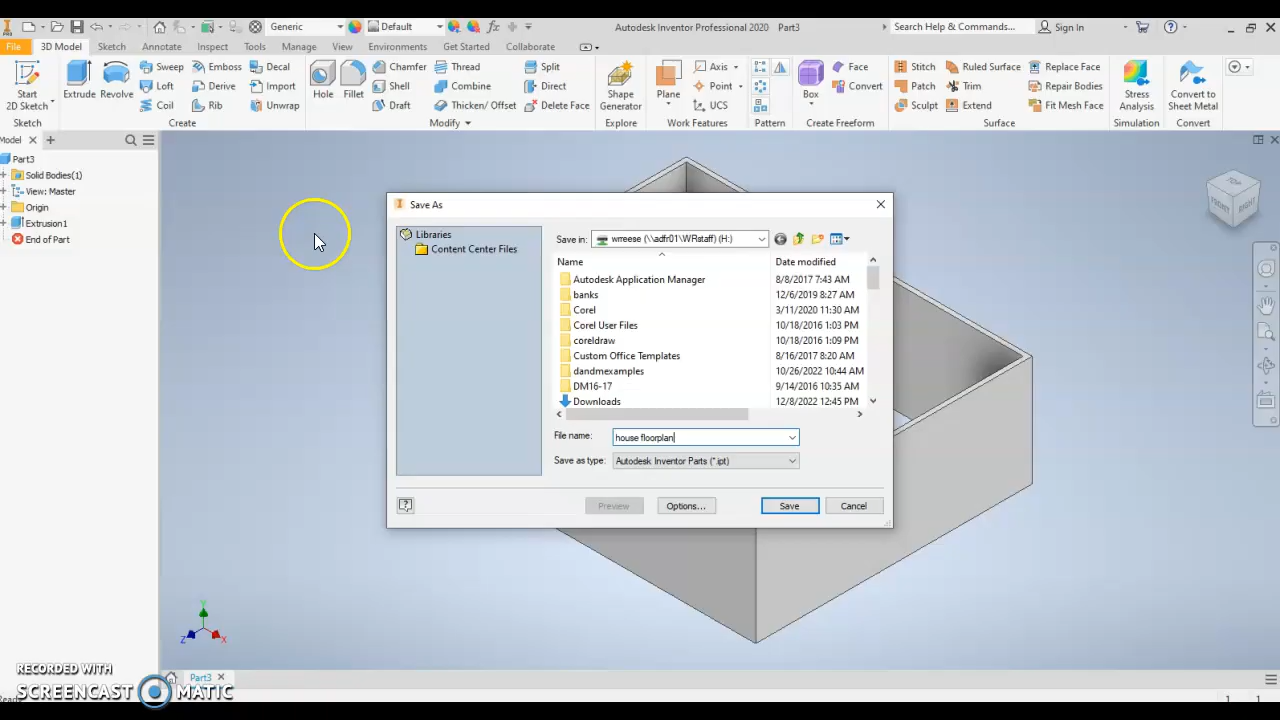 Generic
Default
Autodesk Inventor Professional 2020 Part3
Search Help & Commands...
Sign In
File
3D Model
Sketch
Annotate
Inspect
Tools
Manage
View
Environments
Get Started
Collaborate
Start
2D Sketch
Sketch
Extrude
Revolve
Sweep
Loft
Coil
Emboss
Derive
Rib
Decal
Import
Unwrap
Create
Hole
Fillet
Chamfer
Shell
Draft
Thread
Combine
Thicken/ Offset
Split
Direct
Delete Face
Modify
Shape
Generator
Explore
Plane
Axis
Point
UCS
Work Features
Pattern
Box
Face
Convert
Create Freeform
Stitch
Patch
Sculpt
Ruled Surface
Trim
Extend
Replace Face
Repair Bodies
Fit Mesh Face
Surface
Stress
Analysis
Simulation
Convert to
Sheet Metal
Convert
Model
Part3
Solid Bodies(1)
View: Master
Origin
Extrusion1
End of Part
Save As
Libraries
Content Center Files
Save in:
wrreese (\\adfr01\WRstaff) (H:)
Name
Date modified
Autodesk Application Manager 8/8/2017 7:43 AM
banks 12/6/2019 8:27 AM
Corel 3/11/2020 11:30 AM
Corel User Files 10/18/2016 1:03 PM
coreldraw 10/18/2016 1:09 PM
Custom Office Templates 8/16/2017 8:20 AM
dandmexamples 10/26/2022 10:44 AM
DM16-17 9/14/2016 10:35 AM
Downloads 12/8/2022 12:45 PM
File name: house floorplan
Save as type: Autodesk Inventor Parts (*.ipt)
Preview
Options...
Save
Cancel
TOP
FRONT
RIGHT
Y
Z
X
Part3
RECORDED WITH
SCREENCAST MATIC
Ready
1 1